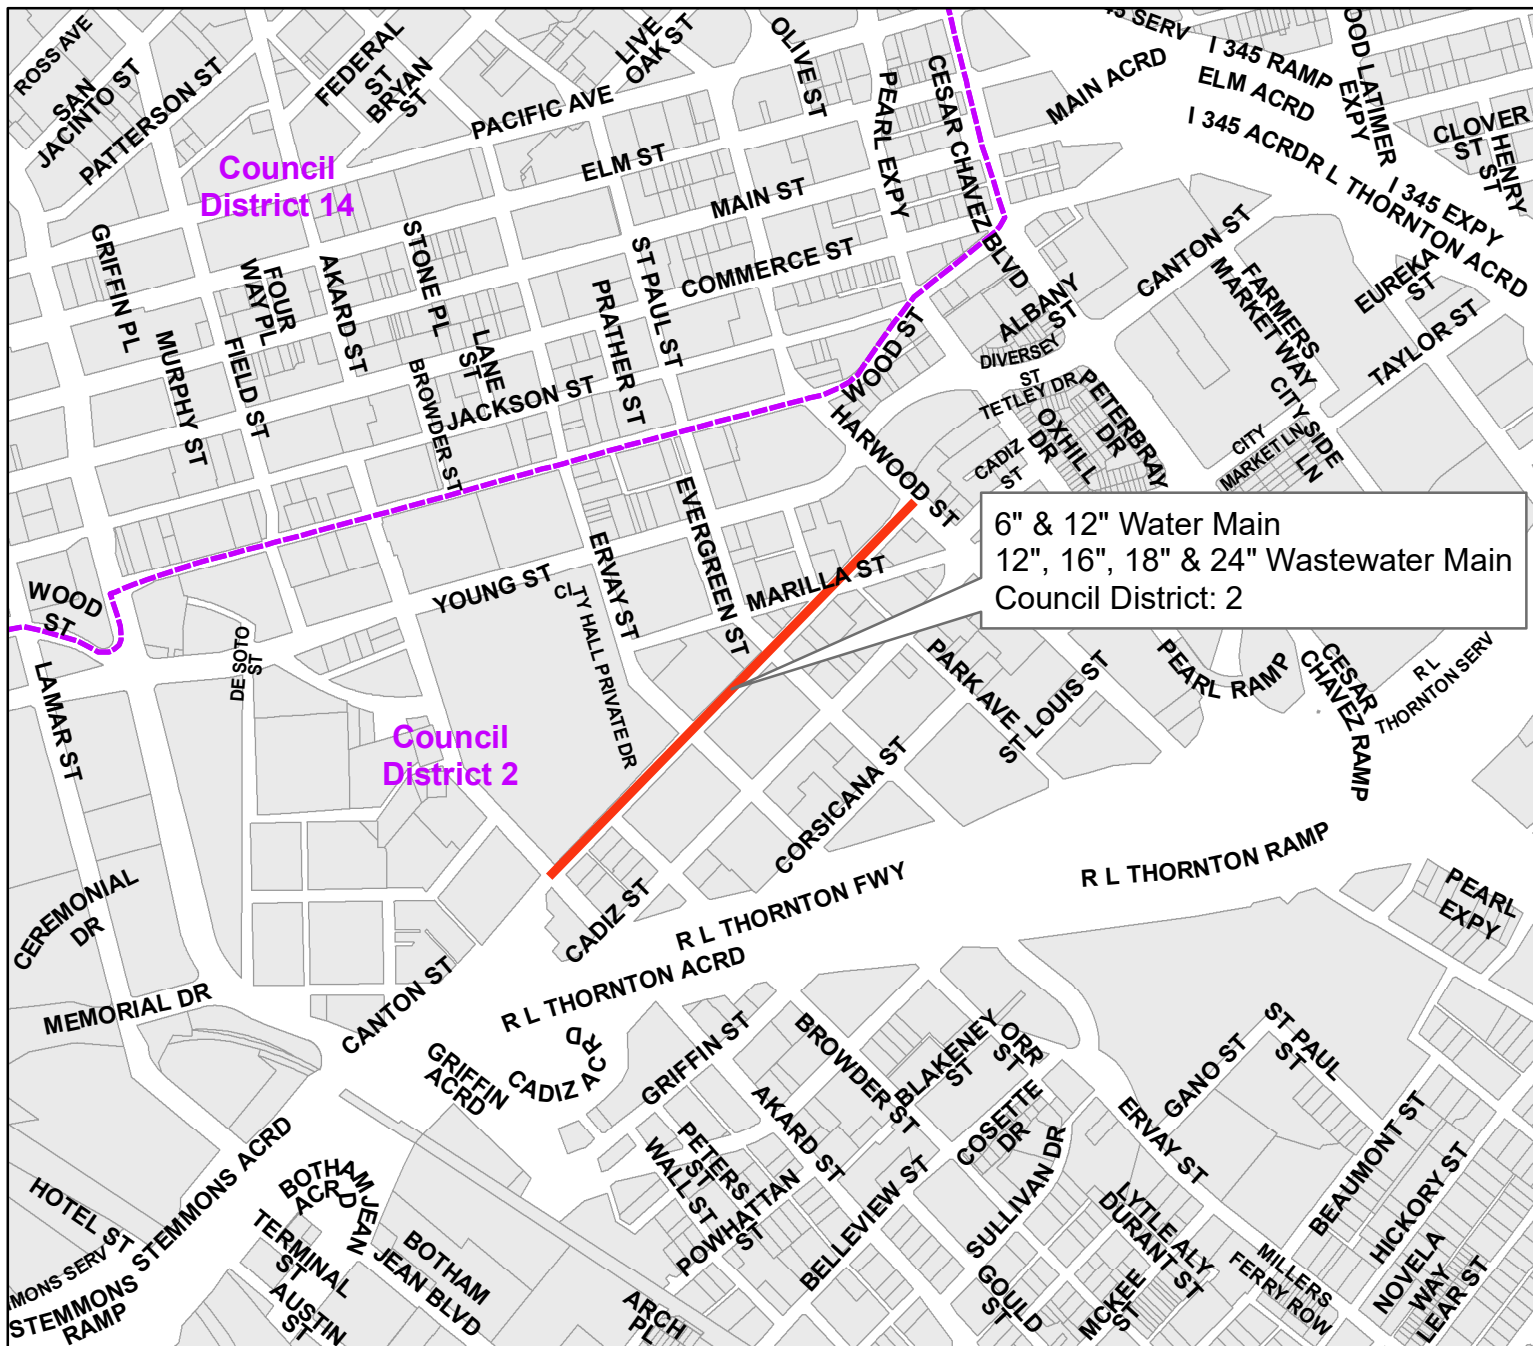 ROSS AVE
SAN
JACINTO ST
PATTERSON ST
FEDERAL
ST
BRYAN
ST
LIVE
OAK ST
OLIVE ST
PEARL EXPY
CESAR CHAVEZ BLVD
45 SERV
I 345 RAMP
MAIN ACRD
ELM ACRD
I 345 ACRD
R L THORNTON ACRD
I 345 EXPY
OOD LATIMER
EXPY
CLOVER
ST
HENRY
ST
PACIFIC AVE
ELM ST
MAIN ST
COMMERCE ST
Council
District 14
GRIFFIN PL
MURPHY ST
FOUR
WAY PL
FIELD ST
AKARD ST
STONE PL
LANE
ST
BROWDER ST
JACKSON ST
PRATHER ST
ST PAUL ST
WOOD ST
HARWOOD ST
ALBANY
ST
DIVERSEY
ST
TETLEY DR
CANTON ST
FARMERS
MARKET WAY
EUREKA
ST
TAYLOR ST
CADIZ
ST
OXHILL
DR
PETERBRAY
DR
CITY
MARKET LN
CITY SIDE
LN
6" & 12" Water Main
12", 16", 18" & 24" Wastewater Main
Council District: 2
WOOD
ST
YOUNG ST
CITY HALL PRIVATE DR
ERVAY ST
EVERGREEN ST
MARILLA ST
DE SOTO
ST
LAMAR ST
Council
District 2
PARK AVE
ST LOUIS ST
CORSICANA ST
PEARL RAMP
CESAR
CHAVEZ RAMP
R L
THORNTON SERV
CEREMONIAL
DR
MEMORIAL DR
CANTON ST
CADIZ ST
R L THORNTON FWY
R L THORNTON ACRD
R L THORNTON RAMP
PEARL
EXPY
GRIFFIN
ACRD
CADIZ ACRD
GRIFFIN ST
BROWDER ST
BLAKENEY
ST
ORR
ST
COSETTE
DR
GANO ST
ST PAUL
ST
AKARD ST
PETERS
ST
WALL ST
POWHATTAN
ST
BELLEVIEW ST
SULLIVAN DR
ERVAY ST
LYTLE ALY
DURANT ST
GOULD
ST
MCKEE
ST
MILLERS
FERRY ROW
BEAUMONT ST
HICKORY ST
NOVELA
WAY
LEAR ST
HOTEL ST
STEMMONS ACRD
MMONS SERV
STEMMONS
RAMP
BOTHAM JEAN
ACRD
TERMINAL
ST
AUSTIN
ST
BOTHAM
JEAN BLVD
ARCH
PL